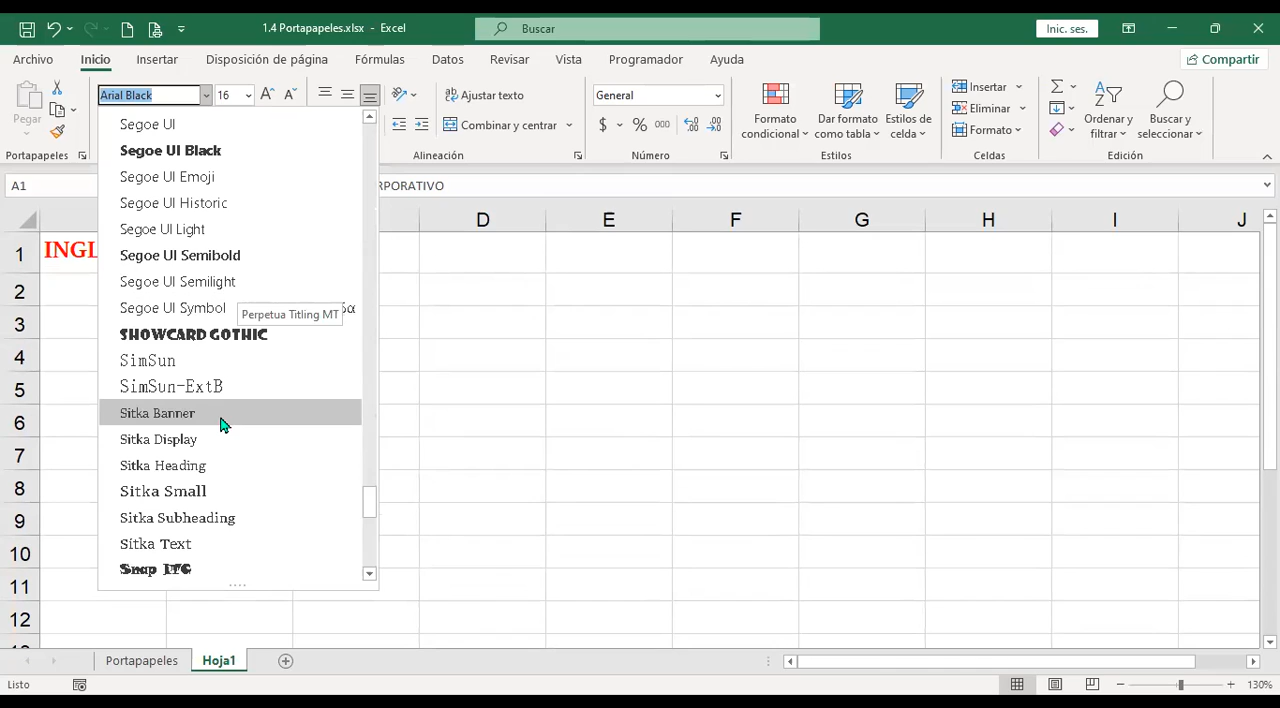 1.4 Portapapeles.xlsx - Excel
Buscar
Inic. ses.
Archivo Inicio Insertar Disposición de página Fórmulas Datos Revisar Vista Programador Ayuda Compartir
Pegar
Arial Black 16
Ajustar texto
Combinar y centrar
General
$ % 000
Formato condicional
Dar formato como tabla
Estilos de celda
Insertar
Eliminar
Formato
Ordenar y filtrar
Buscar y seleccionar
Portapapeles Alineación Número Estilos Celdas Edición
A1 RPORATIVO
Segoe UI
Segoe UI Black
Segoe UI Emoji
Segoe UI Historic
Segoe UI Light
Segoe UI Semibold
Segoe UI Semilight
Segoe UI Symbol
Perpetua Titling MT
SHOWCARD GOTHIC
SimSun
SimSun-ExtB
Sitka Banner
Sitka Display
Sitka Heading
Sitka Small
Sitka Subheading
Sitka Text
Snap ITC
D E F G H I J
1 INGL
2
3
4
5
6
7
8
9
10
11
12
Portapapeles Hoja1
Listo 130%